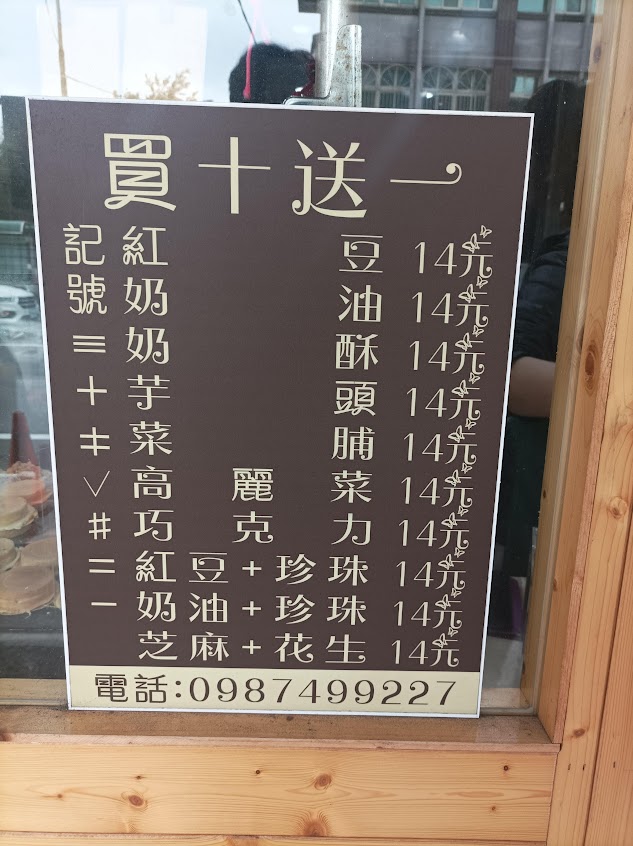 買十送一
記 紅豆 14元
號 奶油 14元
≡ 奶酥 14元
十 芋頭 14元
キ 菜脯 14元
∨ 高麗菜 14元
# 巧克力 14元
= 紅豆+珍珠 14元
- 奶油+珍珠 14元
芝麻+花生 14元
電話:0987499227